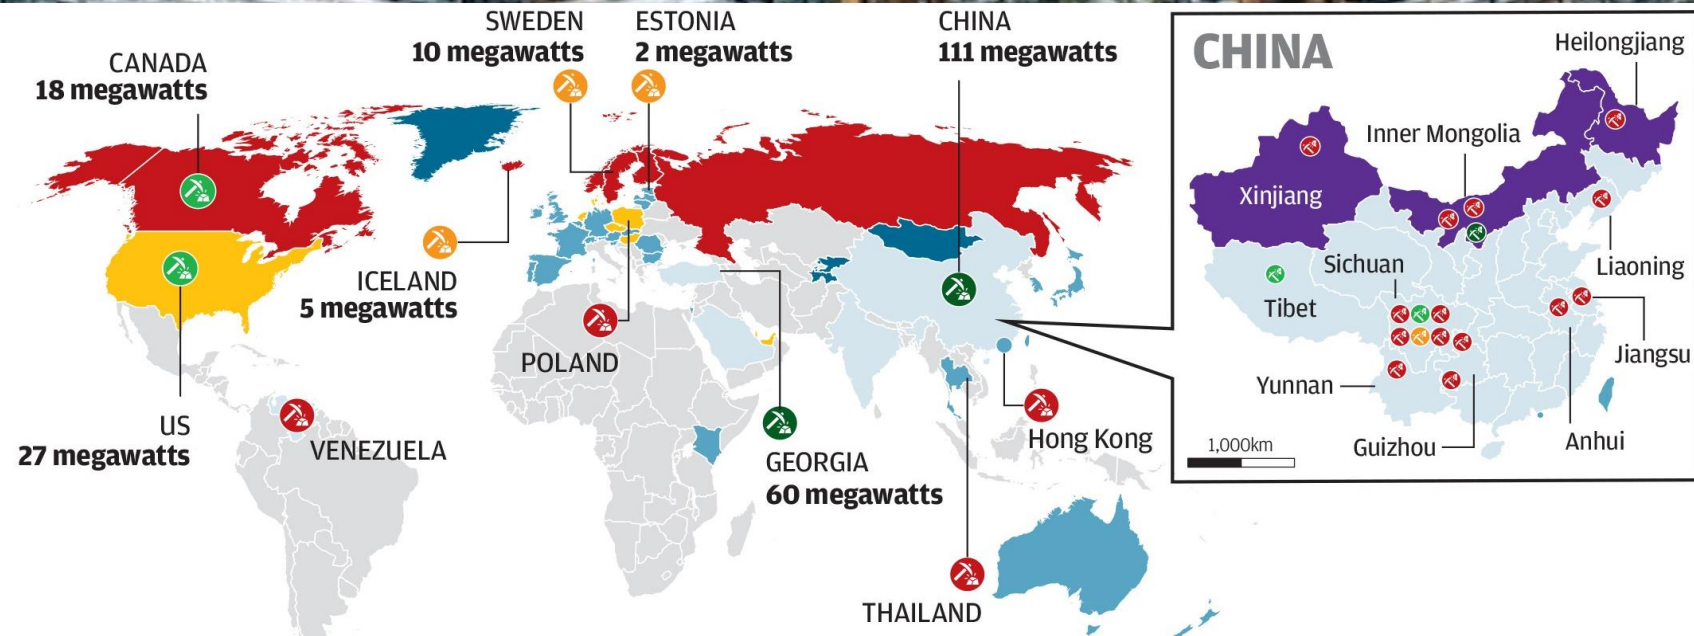 SWEDEN
10 megawatts
ESTONIA
2 megawatts
CHINA
111 megawatts
CANADA
18 megawatts
ICELAND
5 megawatts
US
27 megawatts
VENEZUELA
POLAND
GEORGIA
60 megawatts
Hong Kong
THAILAND
CHINA
Heilongjiang
Inner Mongolia
Xinjiang
Sichuan
Liaoning
Tibet
Jiangsu
Yunnan
Guizhou
Anhui
1,000km